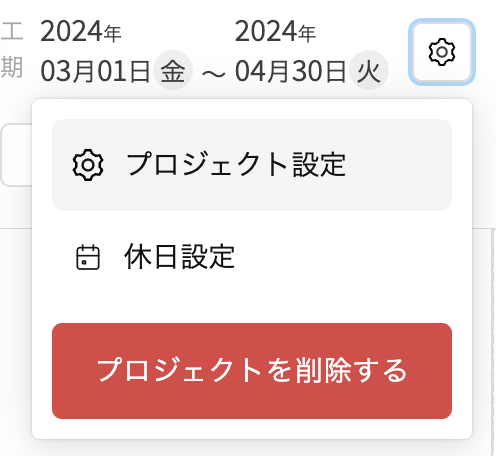 工期
2024年
03月01日 金 ～
2024年
04月30日 火
プロジェクト設定
休日設定
プロジェクトを削除する